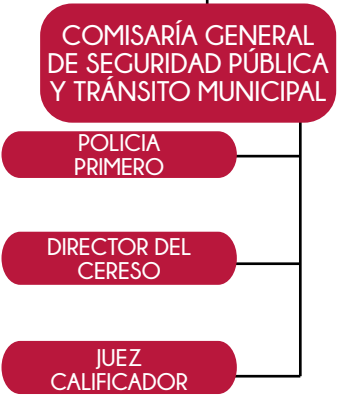 COMISARÍA GENERAL
DE SEGURIDAD PÚBLICA
Y TRÁNSITO MUNICIPAL
POLICIA
PRIMERO
DIRECTOR DEL
CERESO
JUEZ
CALIFICADOR